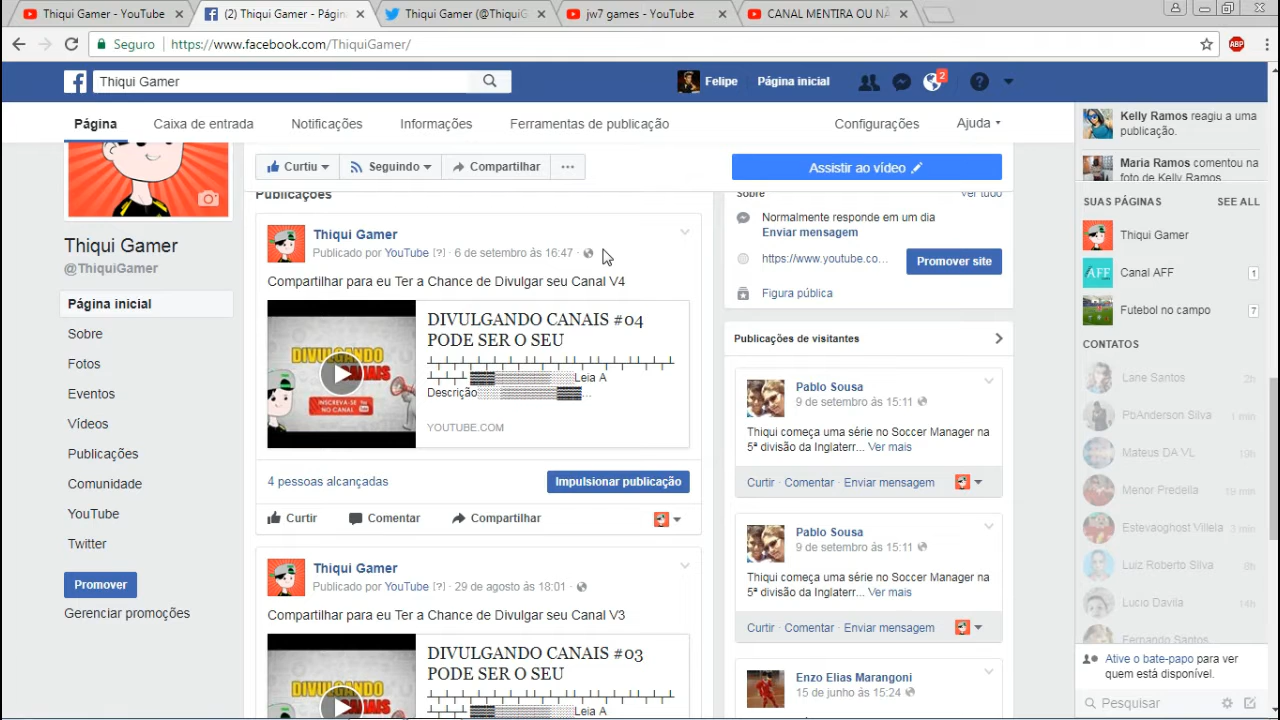 Thiqui Gamer - YouTube
(2) Thiqui Gamer - Págin
Thiqui Gamer (@ThiquiG
jw7 games - YouTube
CANAL MENTIRA OU NÃ
Seguro
https://www.facebook.com/ThiquiGamer/
ABP
Thiqui Gamer
Felipe
Página inicial
2
Página
Caixa de entrada
Notificações
Informações
Ferramentas de publicação
Configurações
Ajuda
Curtiu
Seguindo
Compartilhar
Assistir ao vídeo
Thiqui Gamer
@ThiquiGamer
Página inicial
Sobre
Fotos
Eventos
Vídeos
Publicações
Comunidade
YouTube
Twitter
Promover
Gerenciar promoções
Publicações
Thiqui Gamer
Publicado por YouTube [?] · 6 de setembro às 16:47 ·
Compartilhar para eu Ter a Chance de Divulgar seu Canal V4
DIVULGANDO CANAIS
INSCREVA-SE NO CANAL
DIVULGANDO CANAIS #04
PODE SER O SEU
Leia A
Descrição ...
YOUTUBE.COM
4 pessoas alcançadas
Impulsionar publicação
Curtir
Comentar
Compartilhar
Thiqui Gamer
Publicado por YouTube [?] · 29 de agosto às 18:01 ·
Compartilhar para eu Ter a Chance de Divulgar seu Canal V3
DIVULGANDO
DIVULGANDO CANAIS #03
PODE SER O SEU
Leia A
Sobre
Ver tudo
Normalmente responde em um dia
Enviar mensagem
https://www.youtube.co...
Promover site
Figura pública
Publicações de visitantes
Pablo Sousa
9 de setembro às 15:11
Thiqui começa uma série no Soccer Manager na
5ª divisão da Inglaterr... Ver mais
Curtir · Comentar · Enviar mensagem
Pablo Sousa
9 de setembro às 15:11
Thiqui começa uma série no Soccer Manager na
5ª divisão da Inglaterr... Ver mais
Curtir · Comentar · Enviar mensagem
Enzo Elias Marangoni
15 de junho às 15:24
Kelly Ramos reagiu a uma
publicação.
Maria Ramos comentou na
foto de Kelly Ramos.
SUAS PÁGINAS
SEE ALL
Thiqui Gamer
Canal AFF
1
Futebol no campo
7
CONTATOS
Lane Santos
2h
PbAnderson Silva
1 min
Mateus DA VL
19h
Menor Predella
19 min
Estevaoghost Villela
3 min
Luiz Roberto Silva
8h
Lucio Davila
14h
Fernando Santos
Ative o bate-papo para ver
quem está disponível.
Pesquisar